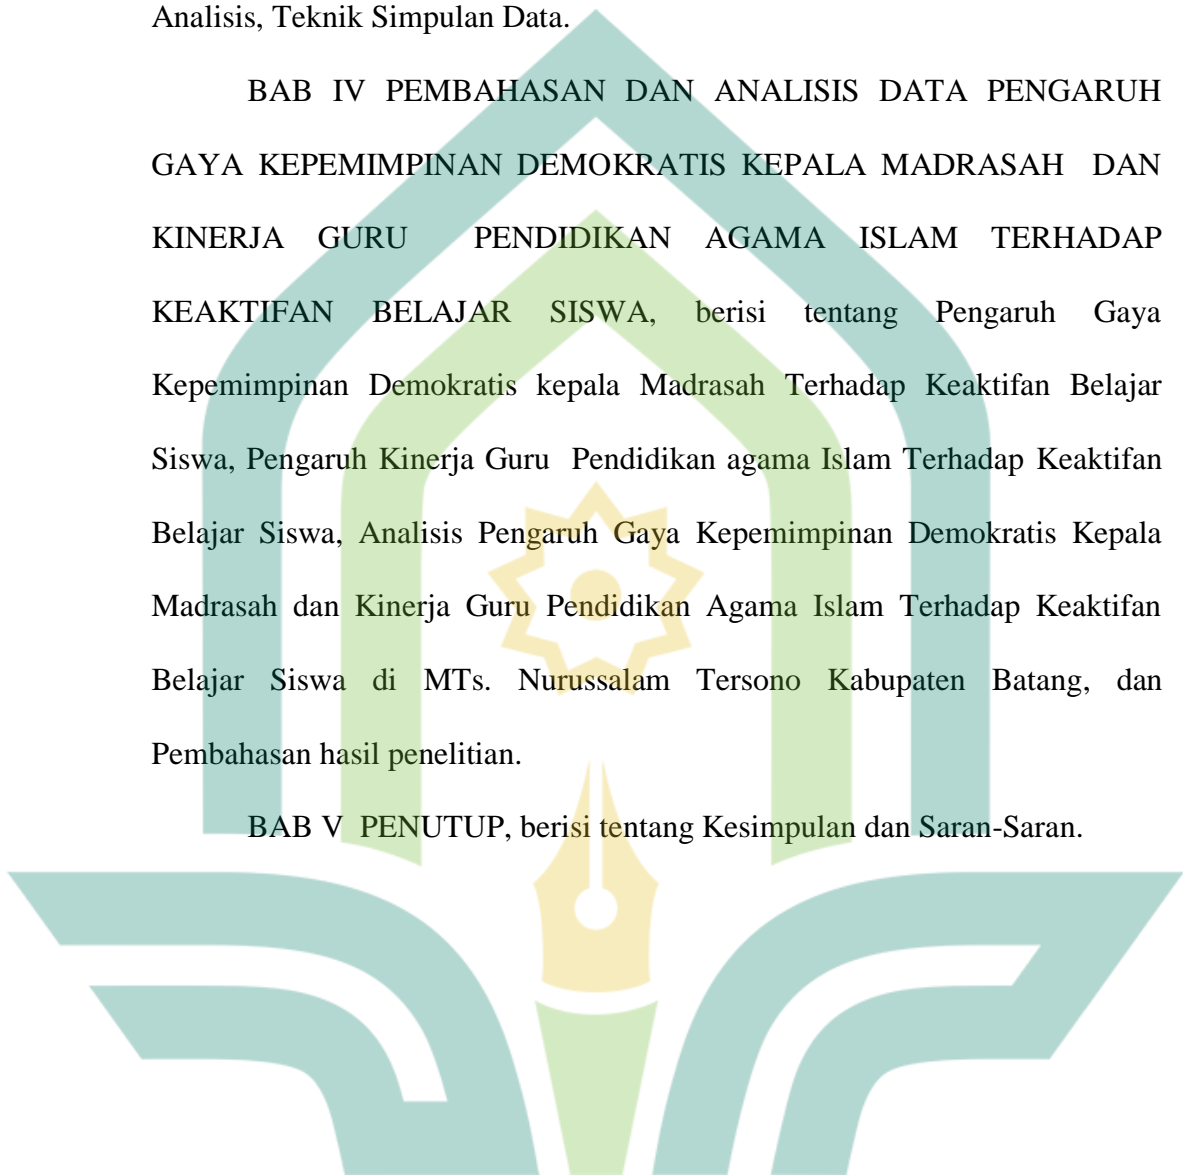 Analisis, Teknik Simpulan Data.
BAB IV PEMBAHASAN DAN ANALISIS DATA PENGARUH
GAYA KEPEMIMPINAN DEMOKRATIS KEPALA MADRASAH DAN
KINERJA GURU PENDIDIKAN AGAMA ISLAM TERHADAP
KEAKTIFAN BELAJAR SISWA, berisi tentang Pengaruh Gaya
Kepemimpinan Demokratis kepala Madrasah Terhadap Keaktifan Belajar
Siswa, Pengaruh Kinerja Guru Pendidikan agama Islam Terhadap Keaktifan
Belajar Siswa, Analisis Pengaruh Gaya Kepemimpinan Demokratis Kepala
Madrasah dan Kinerja Guru Pendidikan Agama Islam Terhadap Keaktifan
Belajar Siswa di MTs. Nurussalam Tersono Kabupaten Batang, dan
Pembahasan hasil penelitian.
BAB V PENUTUP, berisi tentang Kesimpulan dan Saran-Saran.